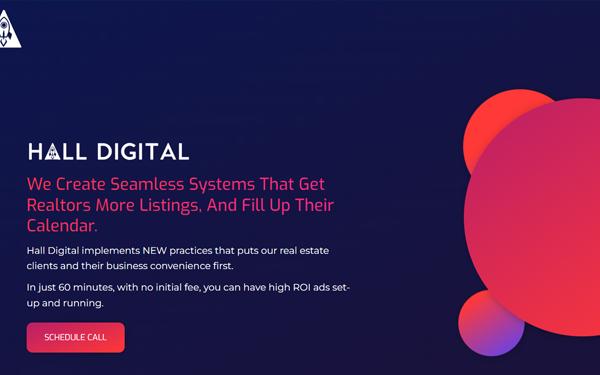 HALL DIGITAL
We Create Seamless Systems That Get
Realtors More Listings, And Fill Up Their
Calendar.
Hall Digital implements NEW practices that puts our real estate
clients and their business convenience first.
In just 60 minutes, with no initial fee, you can have high ROI ads set-
up and running.
SCHEDULE CALL